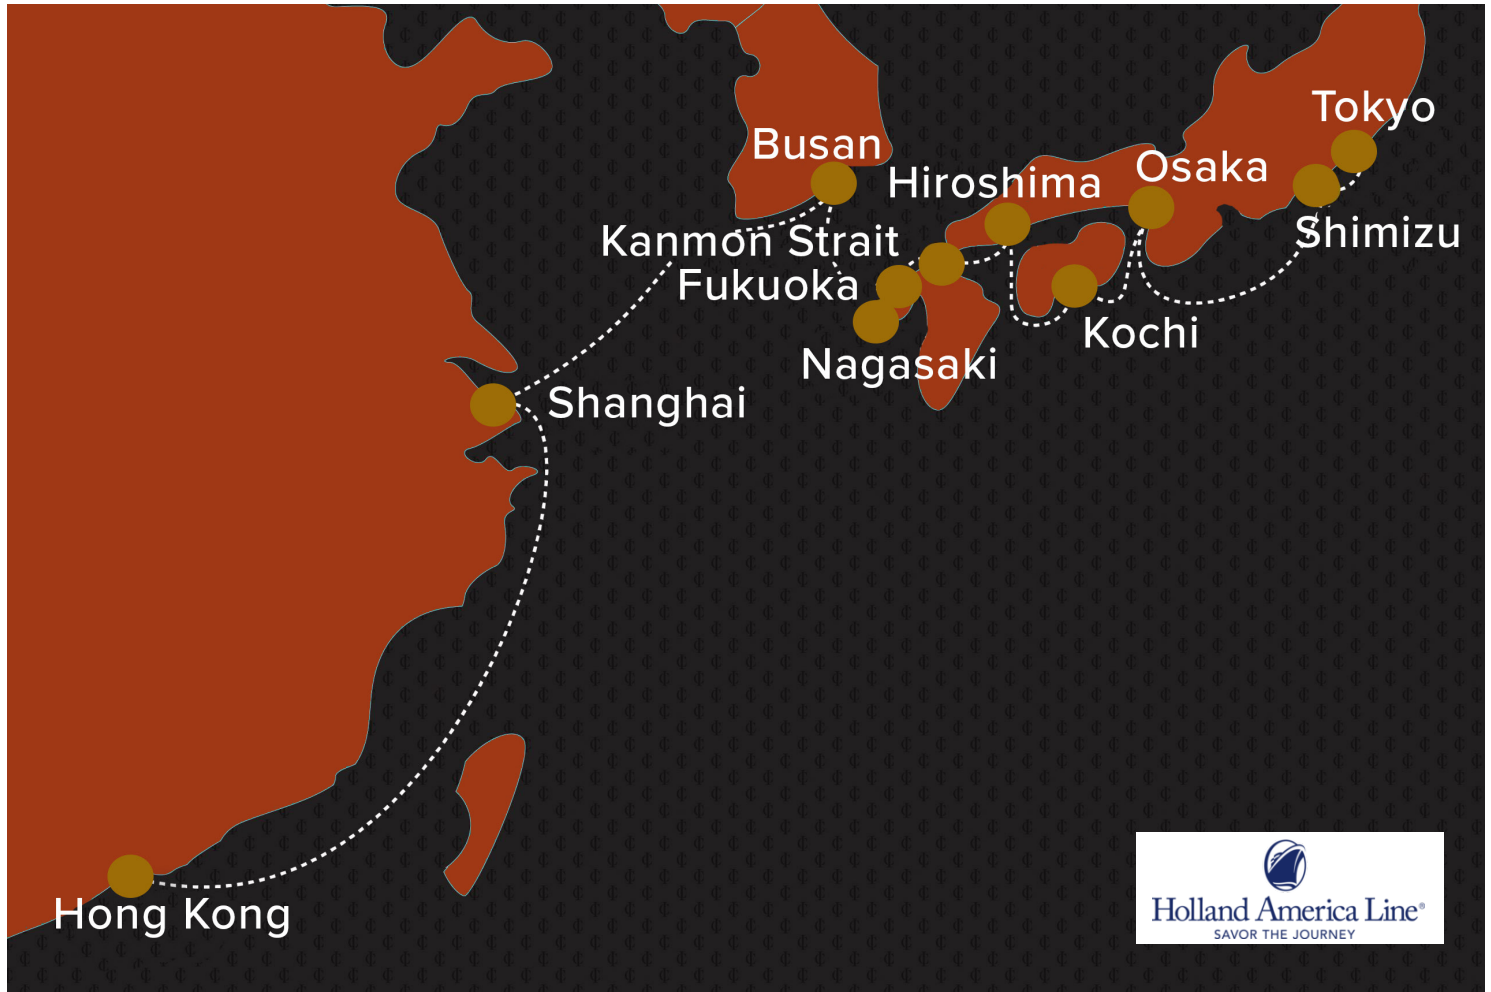 Tokyo
Busan
Osaka
Hiroshima
Shimizu
Kanmon Strait
Fukuoka
Kochi
Nagasaki
Shanghai
Hong Kong
Holland America Line®
SAVOR THE JOURNEY